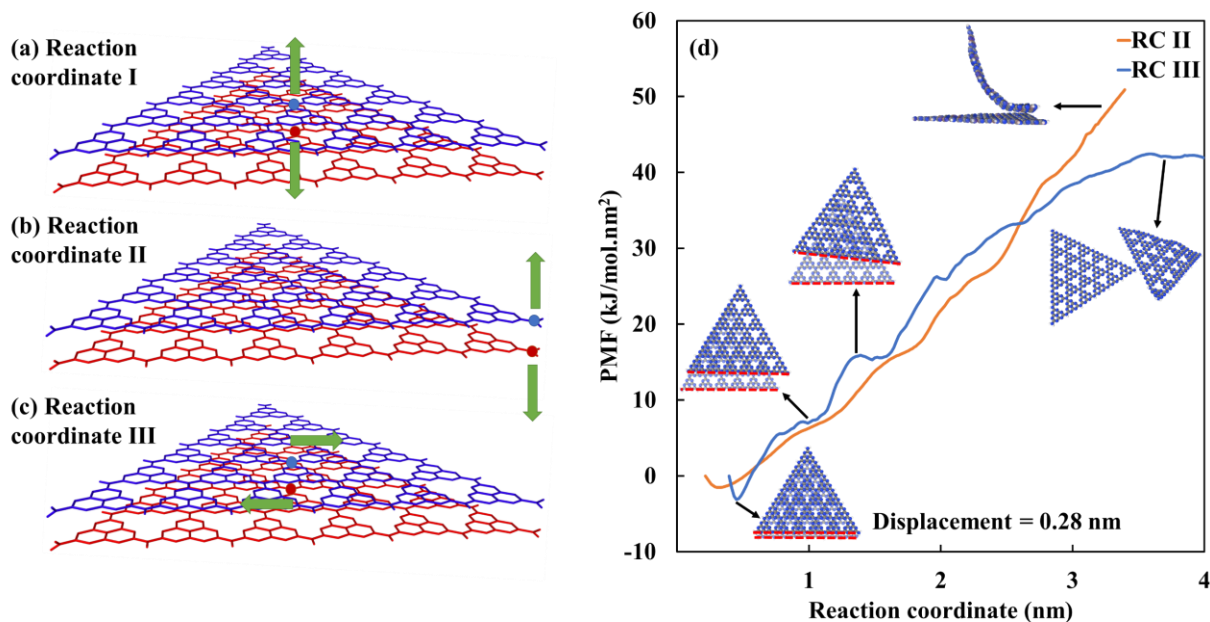 (a) Reaction
coordinate I
(b) Reaction
coordinate II
(c) Reaction
coordinate III
(d)
RC II
RC III
PMF (kJ/mol.nm²)
60
50
40
30
20
10
0
-10
Displacement = 0.28 nm
1 2 3 4
Reaction coordinate (nm)